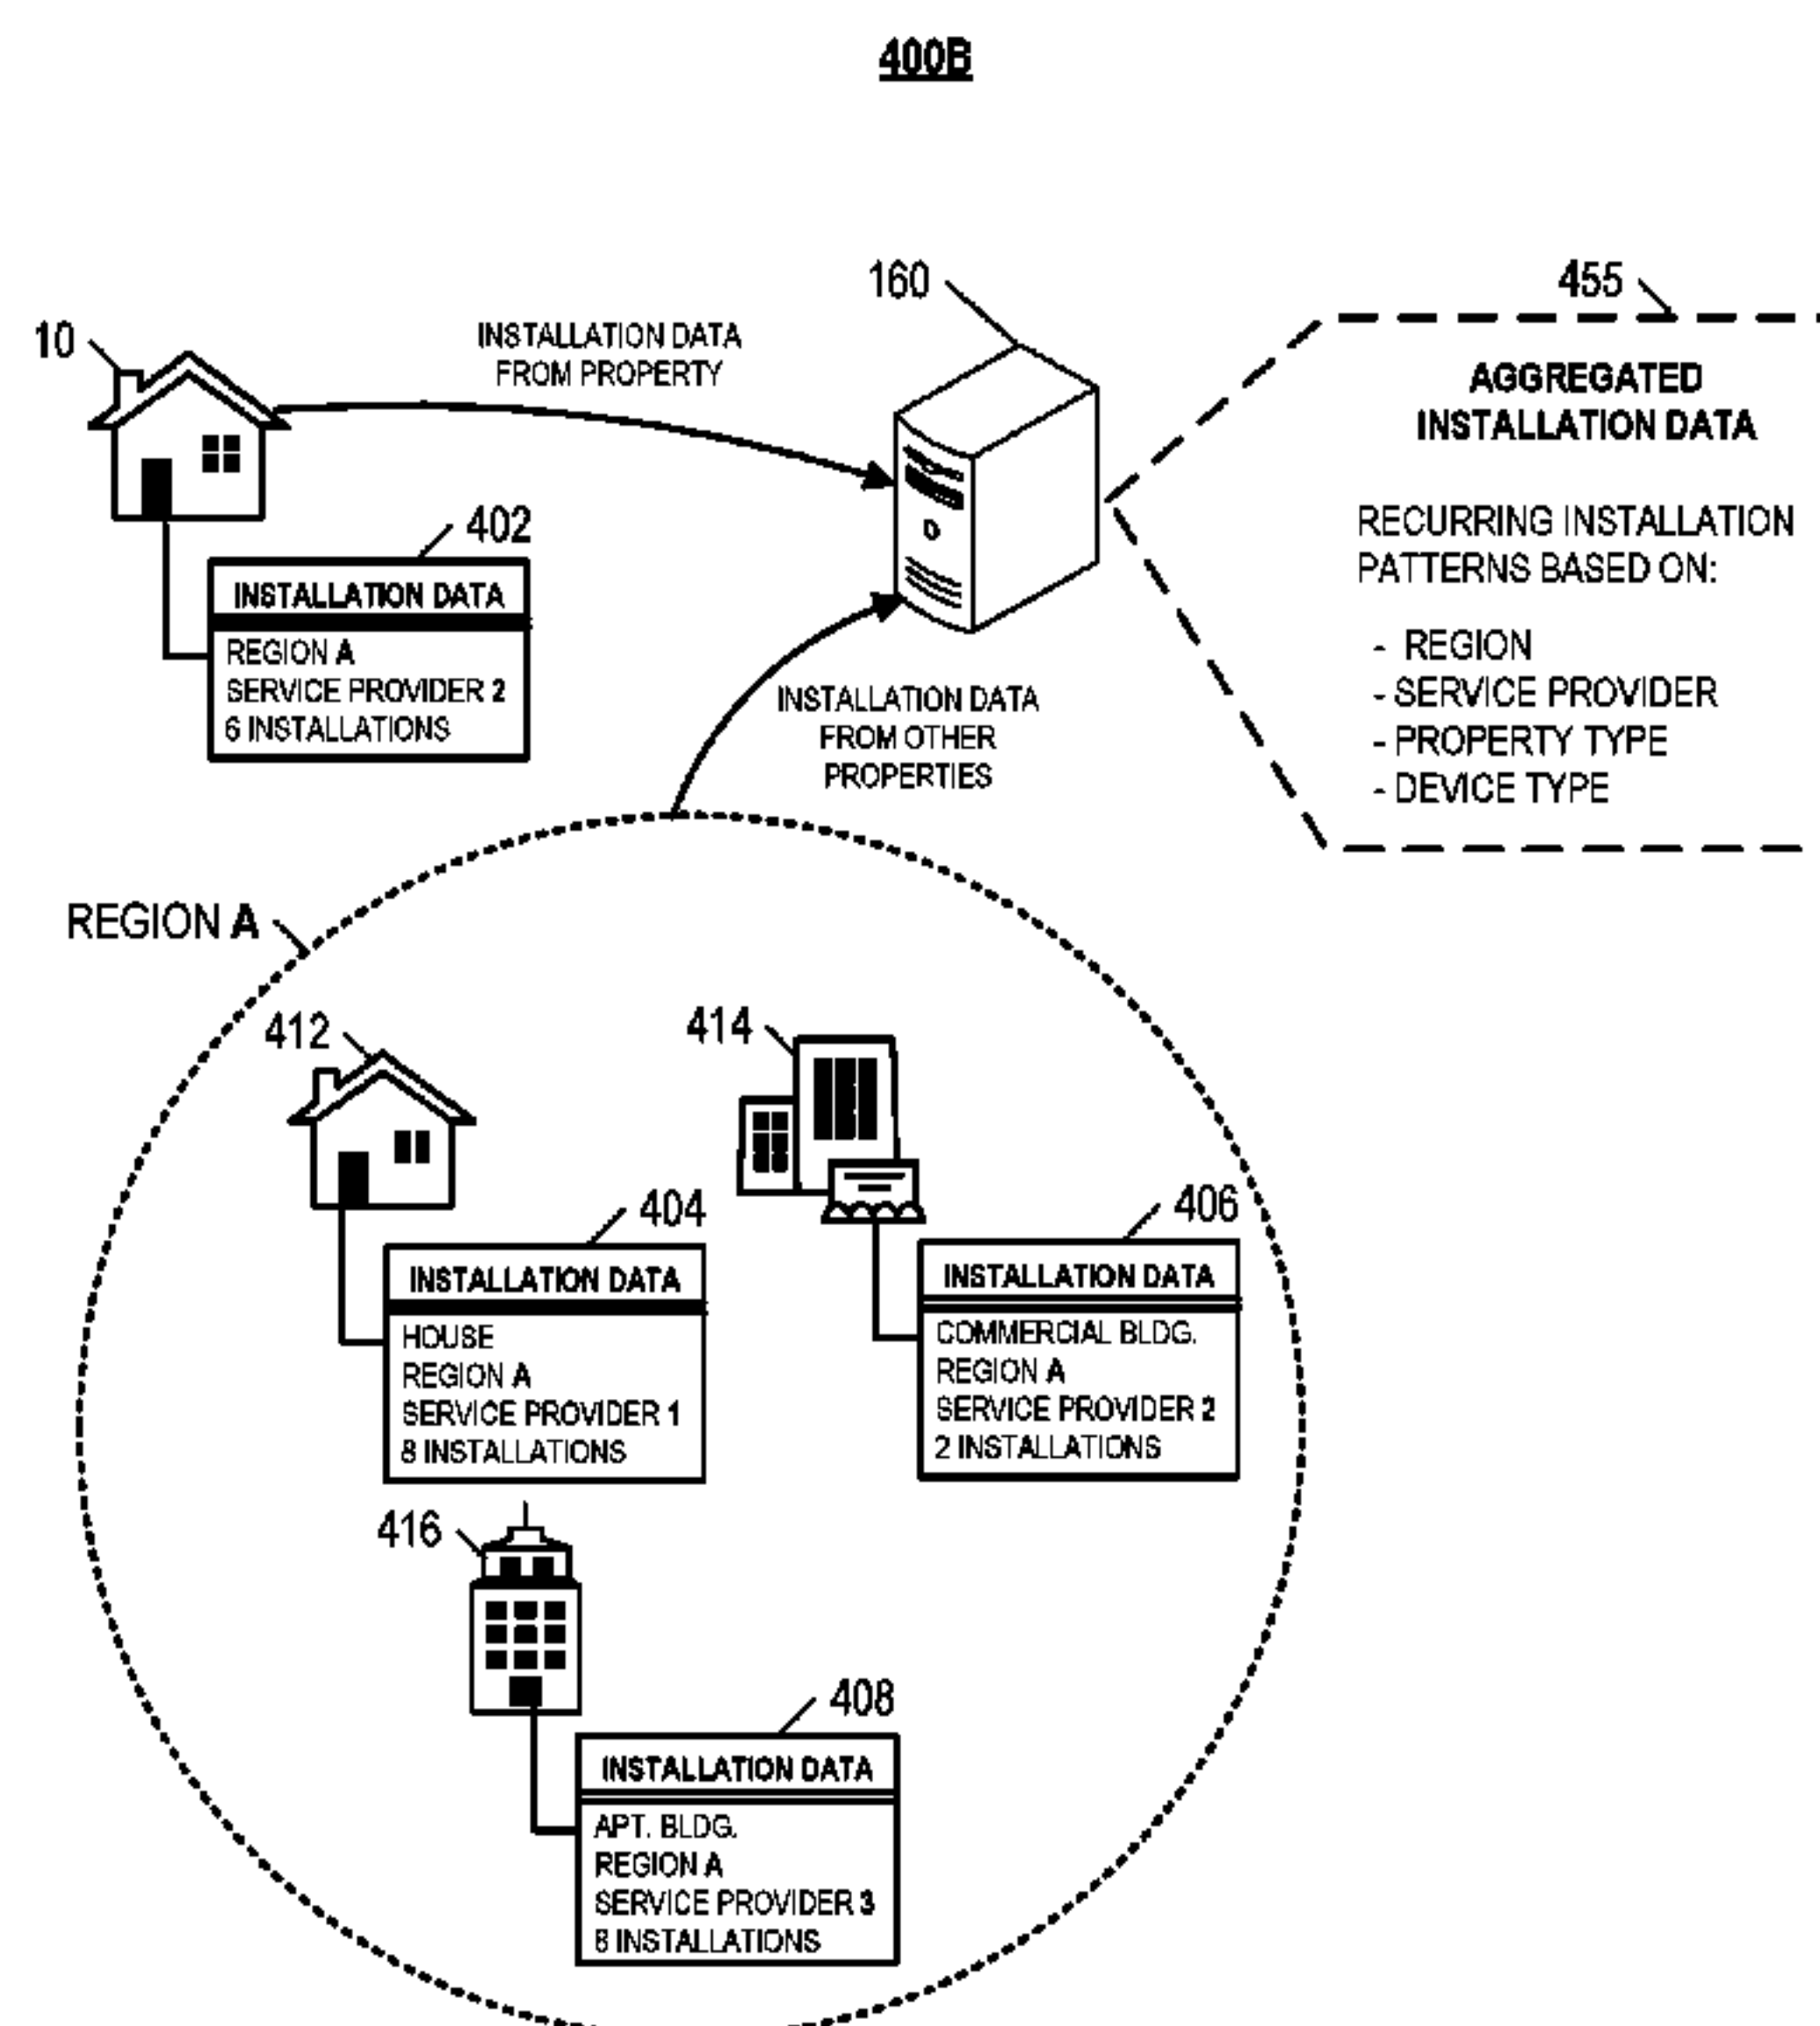 400B
160
455
10
INSTALLATION DATA
FROM PROPERTY
AGGREGATED
INSTALLATION DATA
RECURRING INSTALLATION
PATTERNS BASED ON:
- REGION
- SERVICE PROVIDER
- PROPERTY TYPE
- DEVICE TYPE
402
INSTALLATION DATA
REGION A
SERVICE PROVIDER 2
6 INSTALLATIONS
INSTALLATION DATA
FROM OTHER
PROPERTIES
REGION A
412
404
INSTALLATION DATA
HOUSE
REGION A
SERVICE PROVIDER 1
8 INSTALLATIONS
414
406
INSTALLATION DATA
COMMERCIAL BLDG.
REGION A
SERVICE PROVIDER 2
2 INSTALLATIONS
416
408
INSTALLATION DATA
APT. BLDG.
REGION A
SERVICE PROVIDER 3
8 INSTALLATIONS